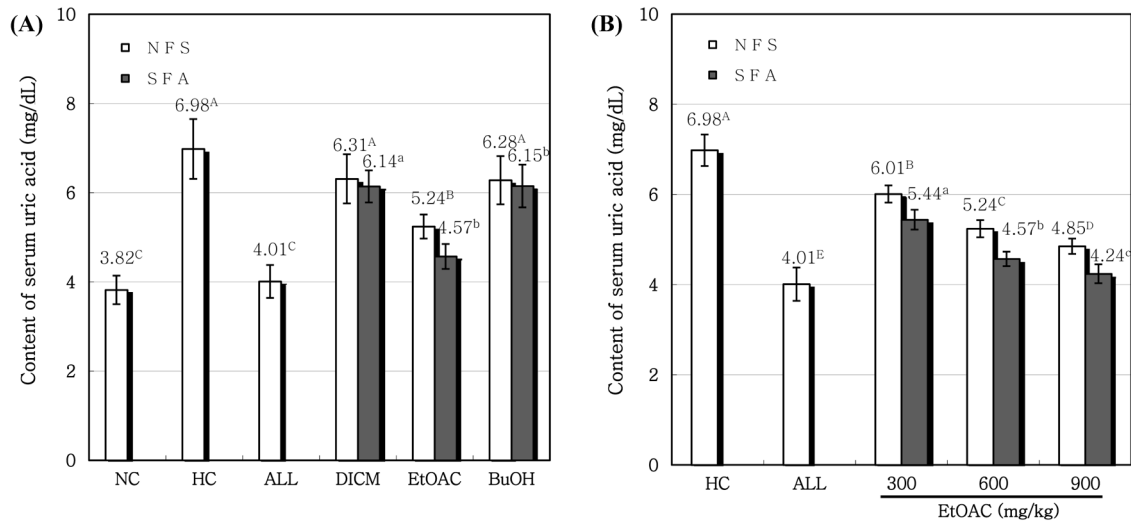 (A)
Content of serum uric acid (mg/dL)
10
8
6
4
2
0
N F S
S F A
3.82C
6.98A
4.01C
6.31A
6.14a
5.24B
4.57b
6.28A
6.15b
NC HC ALL DICM EtOAC BuOH
(B)
Content of serum uric acid (mg/dL)
10
8
6
4
2
0
N F S
S F A
6.98A
4.01E
6.01B
5.44a
5.24C
4.57b
4.85D
4.24c
HC ALL 300 600 900
EtOAC (mg/kg)